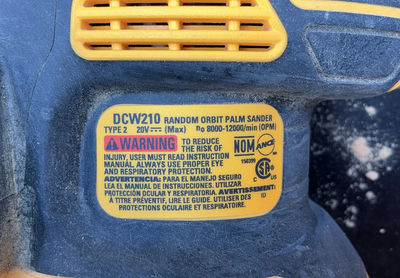 DCW210 RANDOM ORBIT PALM SANDER
TYPE 2 20V (Max) no 8000-12000/min (OPM)
WARNING TO REDUCE
THE RISK OF
INJURY, USER MUST READ INSTRUCTION
MANUAL. ALWAYS USE PROPER EYE
AND RESPIRATORY PROTECTION.
ADVERTENCIA: PARA EL MANEJO SEGURO
LEA EL MANUAL DE INSTRUCCIONES. UTILIZAR
PROTECCIÓN OCULAR Y RESPIRATORIA. AVERTISSEMENT:
À TITRE PRÉVENTIF, LIRE LE GUIDE. UTILISER DES
PROTECTIONS OCULAIRE ET RESPIRATOIRE.
NOM ANCE
150399
C
ID